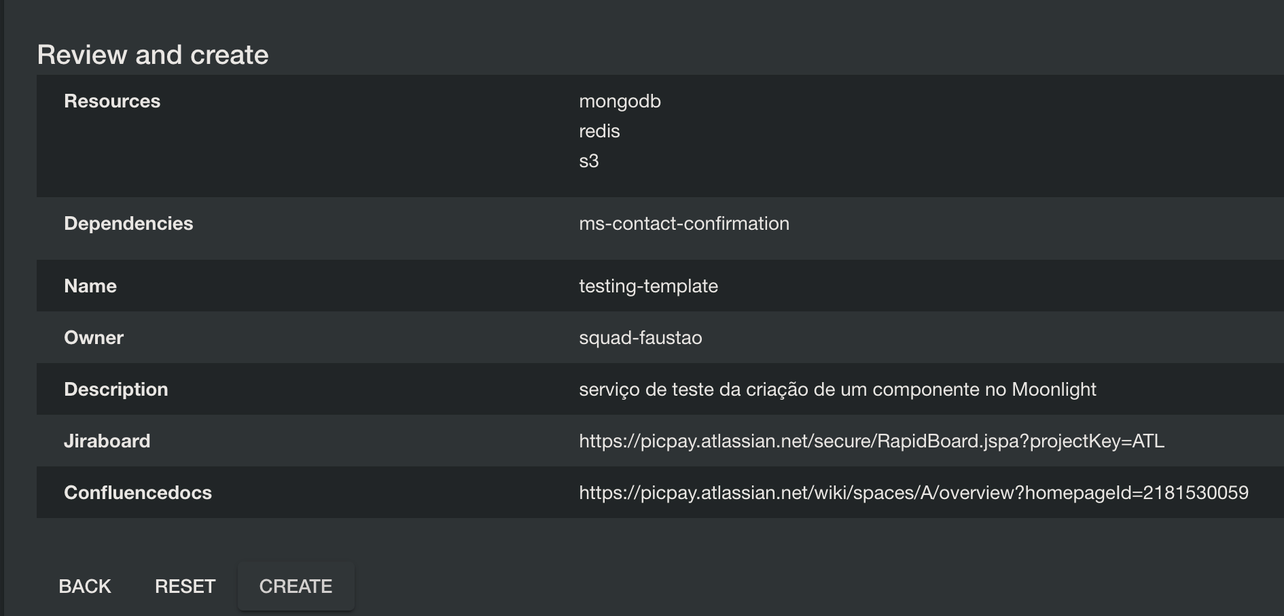 Review and create
Resources mongodb
redis
s3
Dependencies ms-contact-confirmation
Name testing-template
Owner squad-faustao
Description serviço de teste da criação de um componente no Moonlight
Jiraboard https://picpay.atlassian.net/secure/RapidBoard.jspa?projectKey=ATL
Confluencedocs https://picpay.atlassian.net/wiki/spaces/A/overview?homepageId=2181530059
BACK RESET CREATE